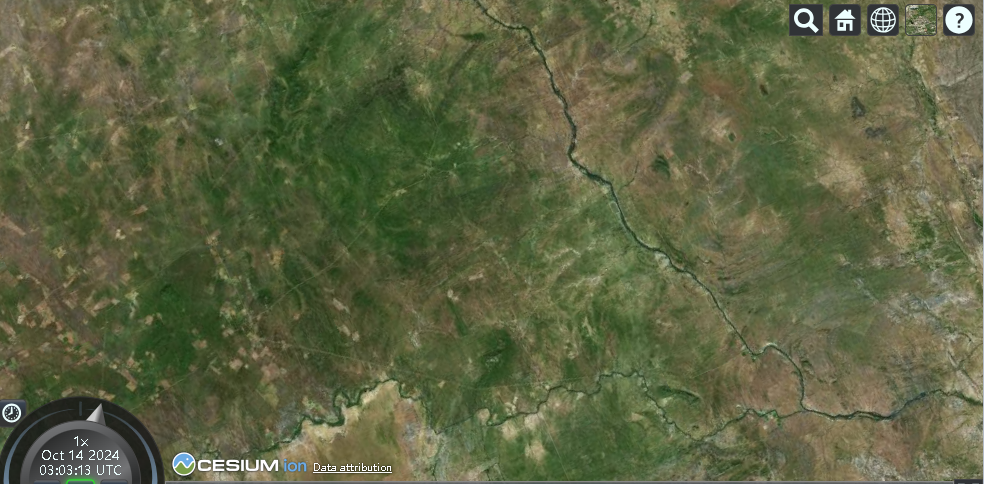 ?
1x
Oct 14 2024
03:03:13 UTC
CESIUM ion Data attribution